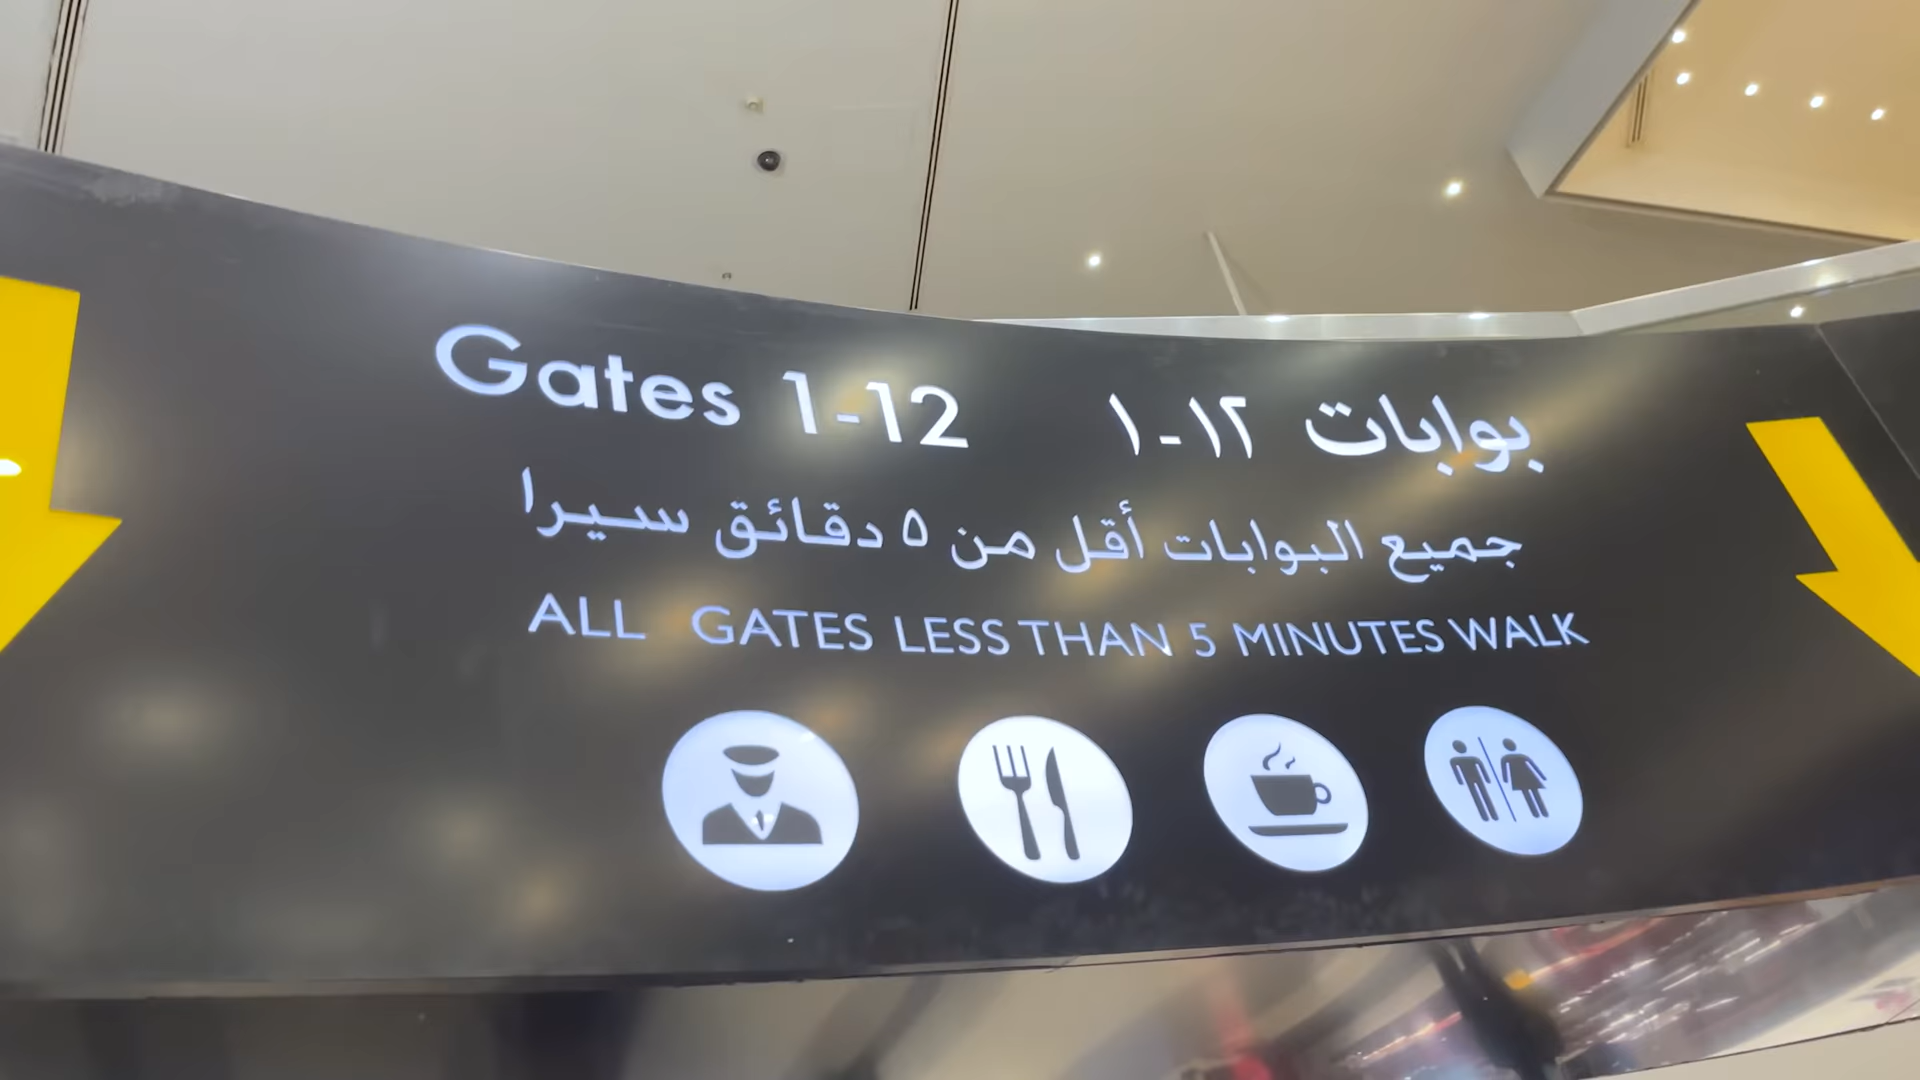 Gates 1-12 بوابات ١٢-١
جميع البوابات أقل من ٥ دقائق سيرا
ALL GATES LESS THAN 5 MINUTES WALK